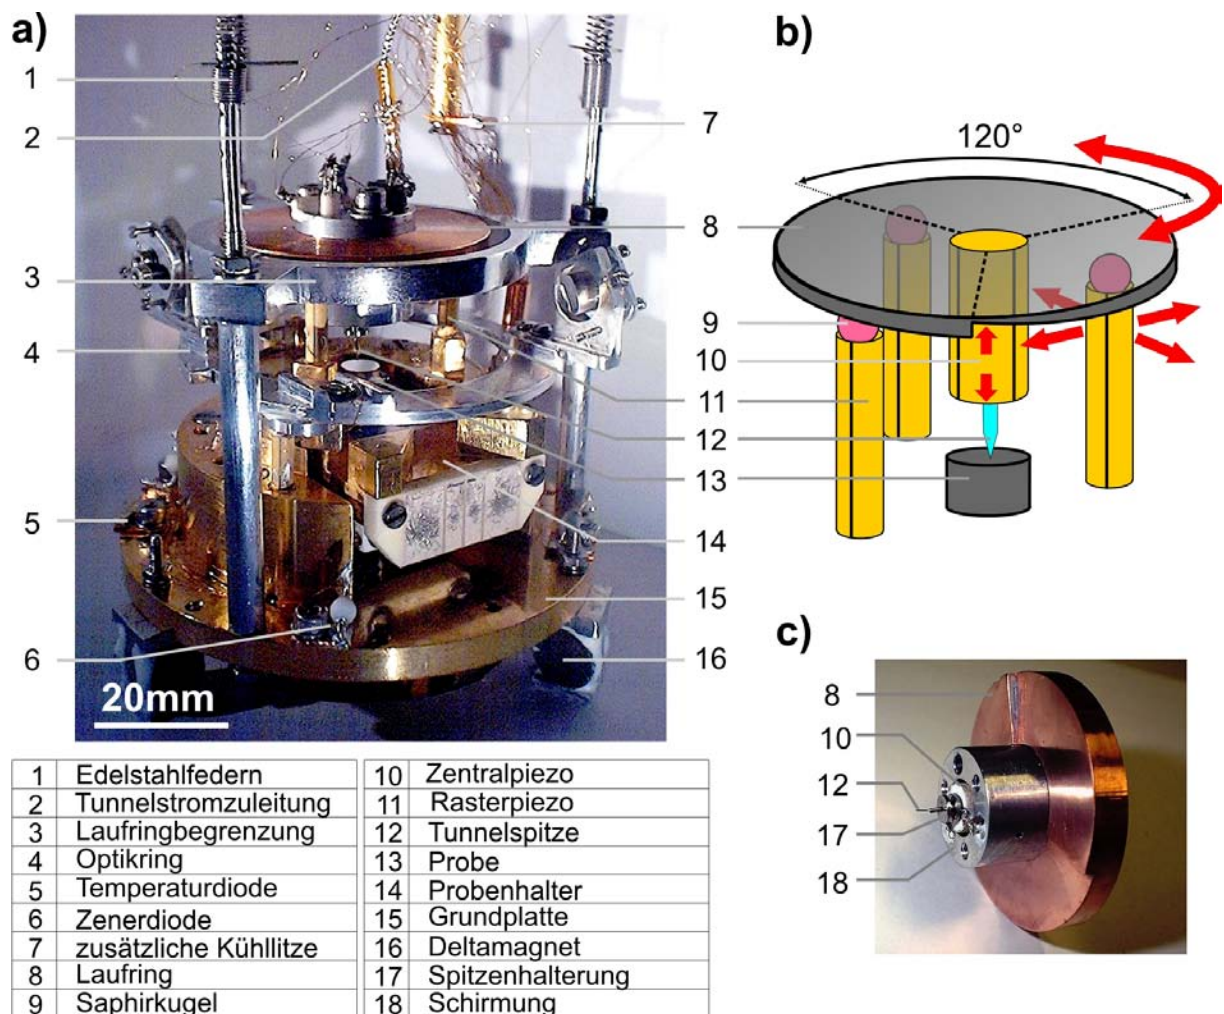 a)
1
2
3
4
5
6
7
8
9
10
11
12
13
14
15
16
20mm
b)
120°
c)
8
10
12
17
18
1 Edelstahlfedern
2 Tunnelstromzuleitung
3 Laufringbegrenzung
4 Optikring
5 Temperaturdiode
6 Zenerdiode
7 zusätzliche Kühllitze
8 Laufring
9 Saphirkugel
10 Zentralpiezo
11 Rasterpiezo
12 Tunnelspitze
13 Probe
14 Probenhalter
15 Grundplatte
16 Deltamagnet
17 Spitzenhalterung
18 Schirmung